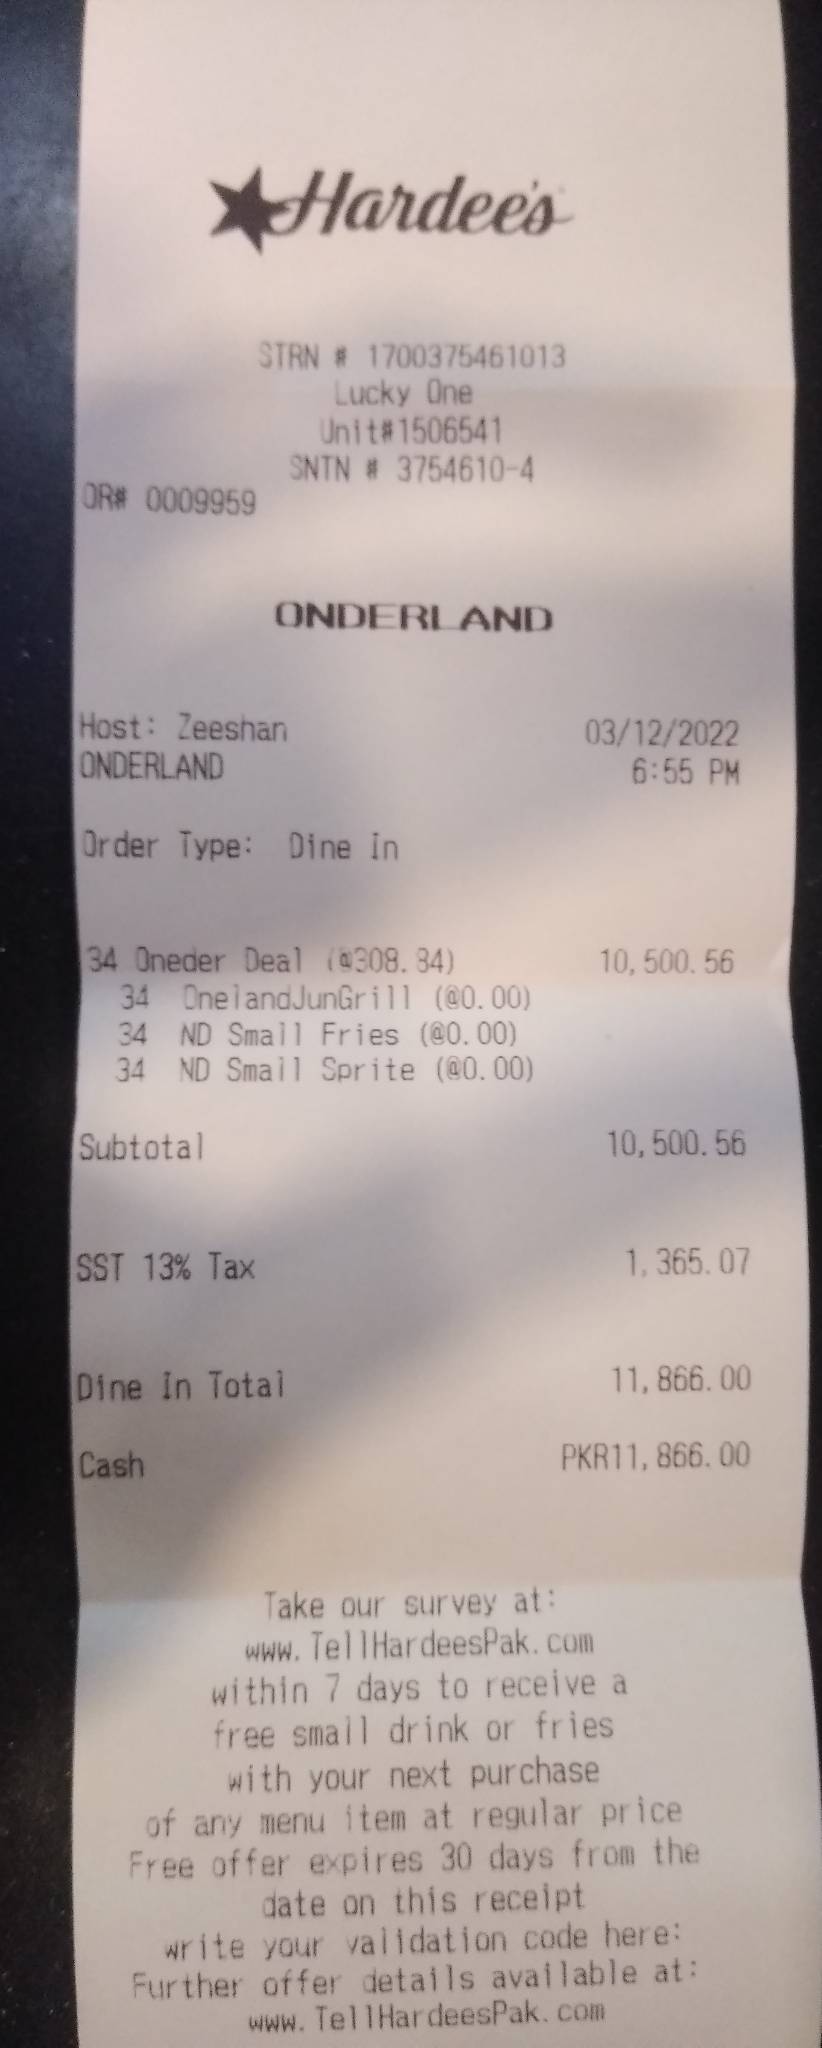 Hardee's
STRN # 1700375461013
Lucky One
Unit#1506541
SNTN # 3754610-4
OR# 0009959
ONDERLAND
Host: Zeeshan 03/12/2022
ONDERLAND 6:55 PM
Order Type: Dine In
34 Oneder Deal (@308.84) 10,500.56
34 OnelandJunGrill (@0.00)
34 ND Small Fries (@0.00)
34 ND Small Sprite (@0.00)
Subtotal 10,500.56
SST 13% Tax 1,365.07
Dine In Total 11,866.00
Cash PKR11,866.00
Take our survey at:
www.TellHardeesPak.com
within 7 days to receive a
free small drink or fries
with your next purchase
of any menu item at regular price
Free offer expires 30 days from the
date on this receipt
write your validation code here:
Further offer details available at:
www.TellHardeesPak.com